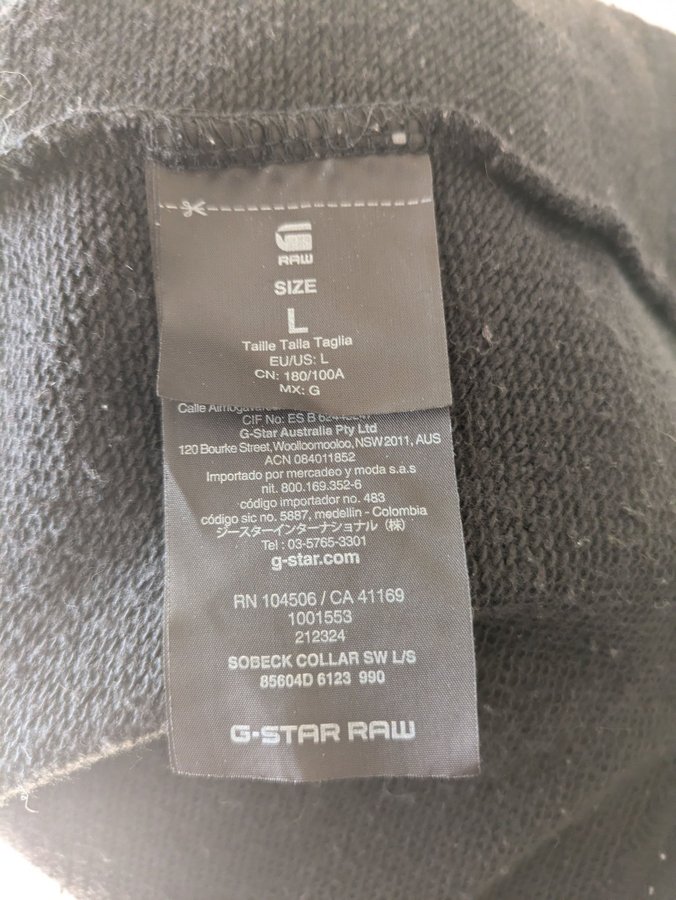 RAW
SIZE
L
Taille Talla Taglia
EU/US: L
CN: 180/100A
MX: G
Calle
CIF No: ES B
G-Star Australia Pty Ltd
120 Bourke Street, Woolloomooloo, NSW 2011, AUS
ACN 084011852
Importado por mercadeo y moda s.a.s
nit. 800.169.352-6
código importador no. 483
código sic no. 5887, medellin - Colombia
ジースターインターナショナル（株）
Tel : 03-5765-3301
g-star.com
RN 104506 / CA 41169
1001553
212324
SOBECK COLLAR SW L/S
85604D 6123 990
G-STAR RAW